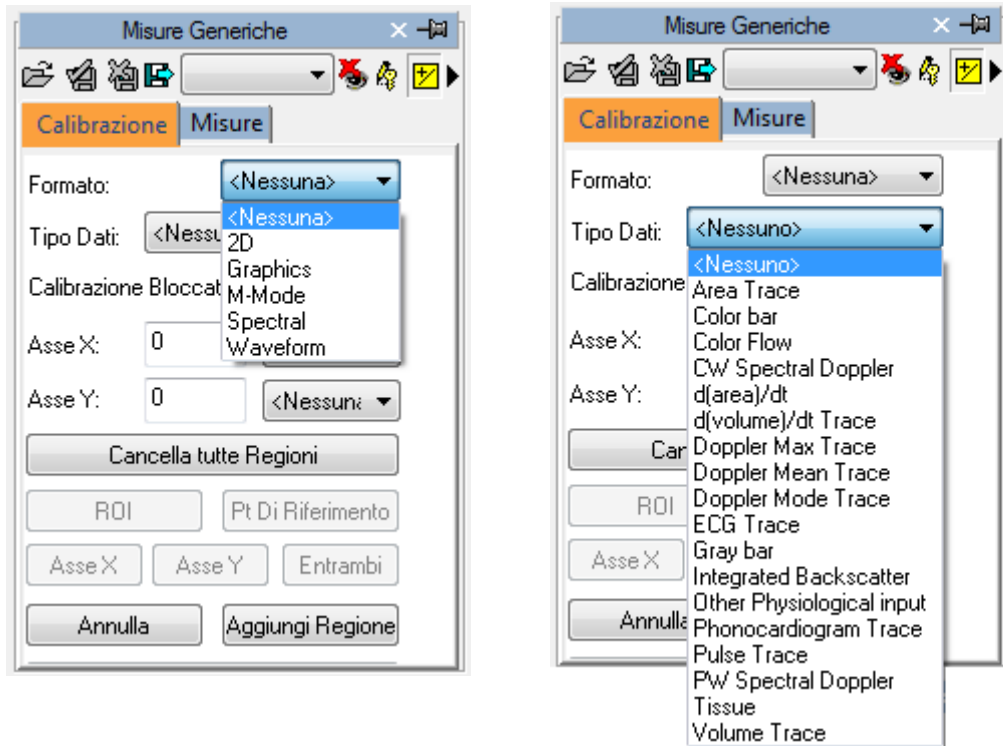 Misure Generiche
Calibrazione Misure
Formato: <Nessuna>
<Nessuna>
2D
Graphics
M-Mode
Spectral
Waveform
Tipo Dati: <Nessu
Calibrazione Bloccat
Asse X: 0
Asse Y: 0 <Nessuna
Cancella tutte Regioni
ROI Pt Di Riferimento
Asse X Asse Y Entrambi
Annulla Aggiungi Regione
Misure Generiche
Calibrazione Misure
Formato: <Nessuna>
Tipo Dati: <Nessuno>
<Nessuno>
Area Trace
Color bar
Color Flow
CW Spectral Doppler
d(area)/dt
d(volume)/dt Trace
Doppler Max Trace
Doppler Mean Trace
Doppler Mode Trace
ECG Trace
Gray bar
Integrated Backscatter
Other Physiological input
Phonocardiogram Trace
Pulse Trace
PW Spectral Doppler
Tissue
Volume Trace
Calibrazione
Asse X:
Asse Y:
Car
ROI
Asse X
Annulla